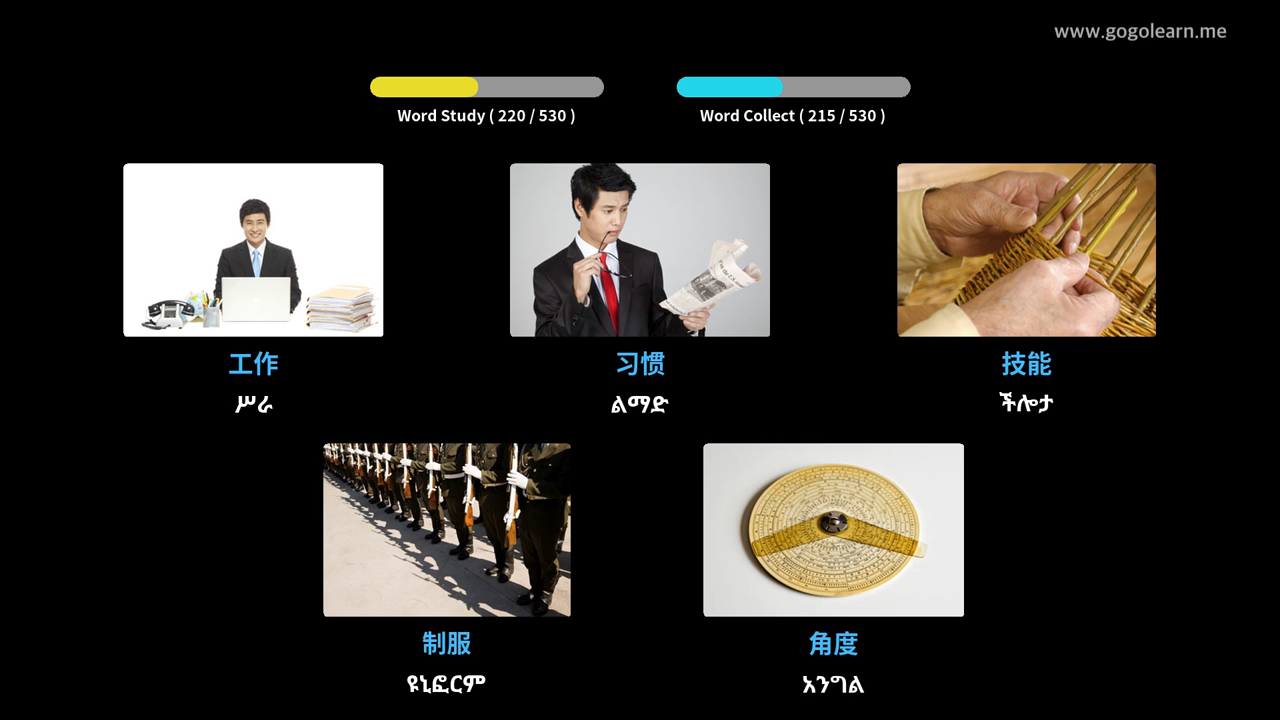 www.gogolearn.me
Word Study ( 220 / 530 )
Word Collect ( 215 / 530 )
工作
习惯
技能
ሥራ
ልማድ
ችሎታ
制服
角度
ዩኒፎርም
አንግል